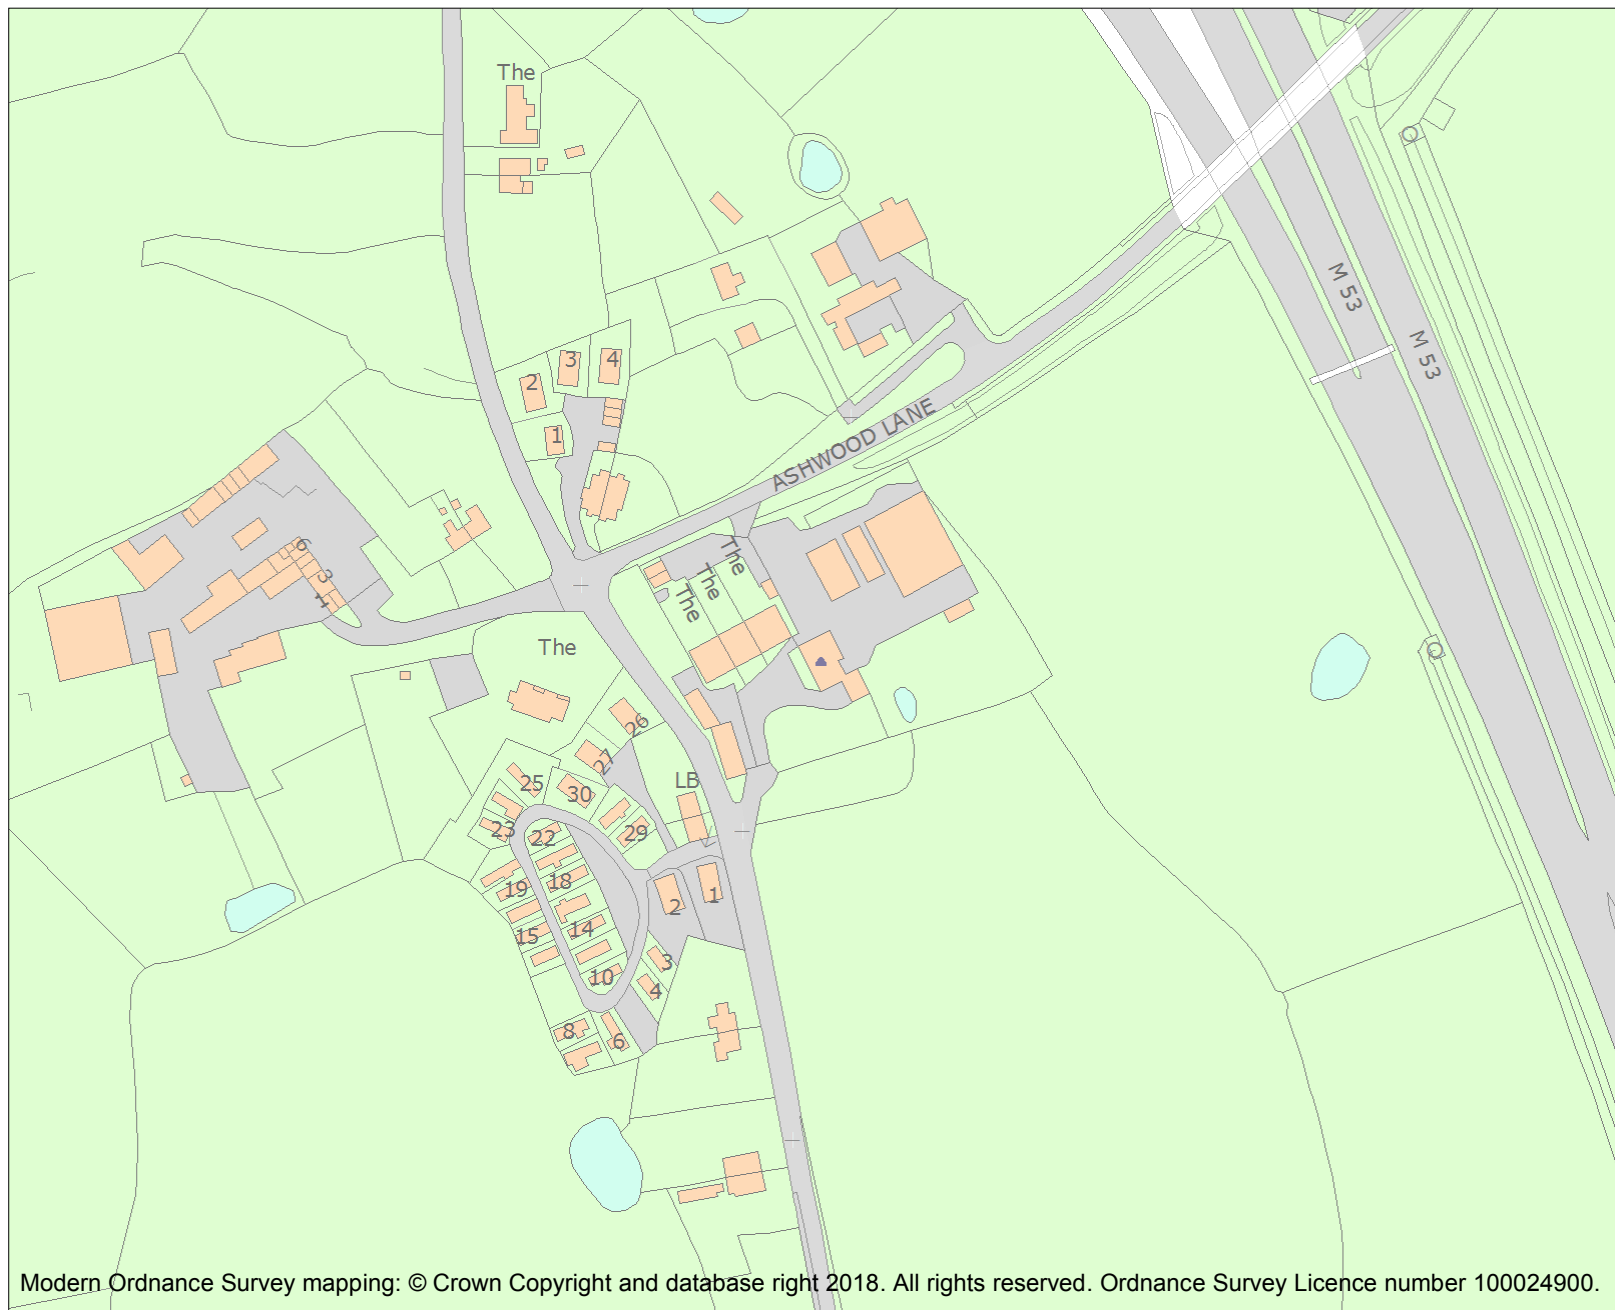 The
M 53
M 53
3
4
2
1
ASHWOOD LANE
6
3
The
The
The
The
26
27
LB
25
30
23
22
29
18
19
1
2
14
15
3
10
4
8
6
Modern Ordnance Survey mapping: © Crown Copyright and database right 2018. All rights reserved. Ordnance Survey Licence number 100024900.